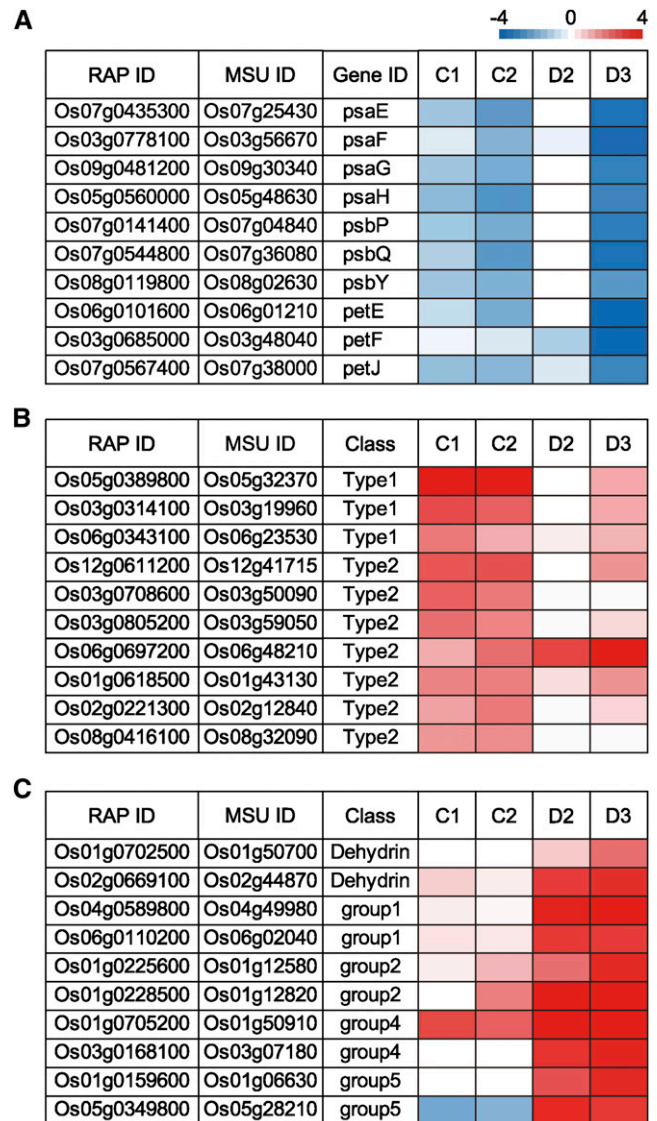 A
-4 0 4
RAP ID MSU ID Gene ID C1 C2 D2 D3
Os07g0435300 Os07g25430 psaE
Os03g0778100 Os03g56670 psaF
Os09g0481200 Os09g30340 psaG
Os05g0560000 Os05g48630 psaH
Os07g0141400 Os07g04840 psbP
Os07g0544800 Os07g36080 psbQ
Os08g0119800 Os08g02630 psbY
Os06g0101600 Os06g01210 petE
Os03g0685000 Os03g48040 petF
Os07g0567400 Os07g38000 petJ
B
RAP ID MSU ID Class C1 C2 D2 D3
Os05g0389800 Os05g32370 Type1
Os03g0314100 Os03g19960 Type1
Os06g0343100 Os06g23530 Type1
Os12g0611200 Os12g41715 Type2
Os03g0708600 Os03g50090 Type2
Os03g0805200 Os03g59050 Type2
Os06g0697200 Os06g48210 Type2
Os01g0618500 Os01g43130 Type2
Os02g0221300 Os02g12840 Type2
Os08g0416100 Os08g32090 Type2
C
RAP ID MSU ID Class C1 C2 D2 D3
Os01g0702500 Os01g50700 Dehydrin
Os02g0669100 Os02g44870 Dehydrin
Os04g0589800 Os04g49980 group1
Os06g0110200 Os06g02040 group1
Os01g0225600 Os01g12580 group2
Os01g0228500 Os01g12820 group2
Os01g0705200 Os01g50910 group4
Os03g0168100 Os03g07180 group4
Os01g0159600 Os01g06630 group5
Os05g0349800 Os05g28210 group5